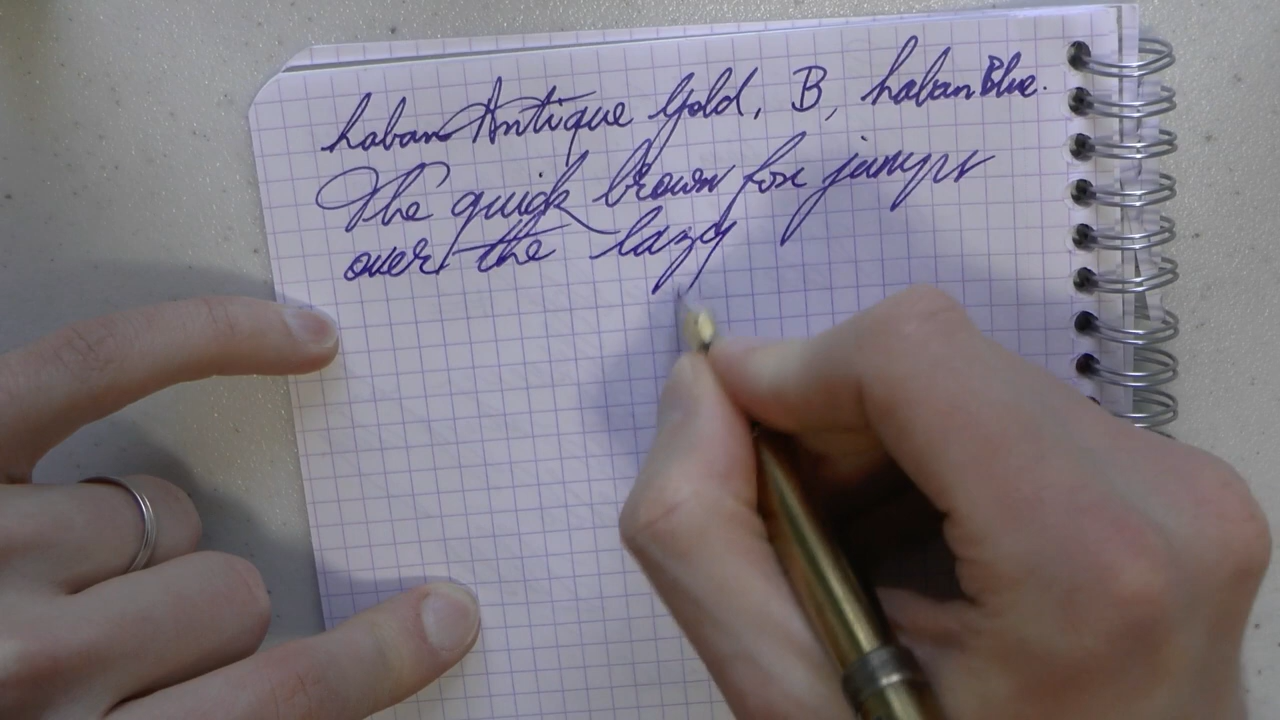 Laban Antique Gold, B, Laban Blue.
The quick brown fox jumps
over the lazy